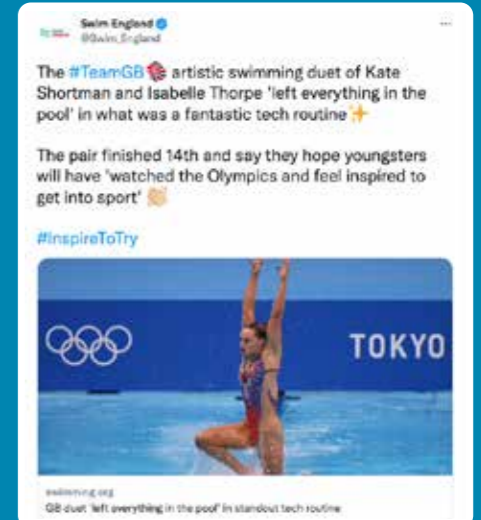 Swim England
@Swim_England
The #TeamGB artistic swimming duet of Kate
Shortman and Isabelle Thorpe 'left everything in the
pool' in what was a fantastic tech routine
The pair finished 14th and say they hope youngsters
will have 'watched the Olympics and feel inspired to
get into sport'
#InspireToTry
TOKYO
swimming.org
GB duet 'left everything in the pool' in standout tech routine